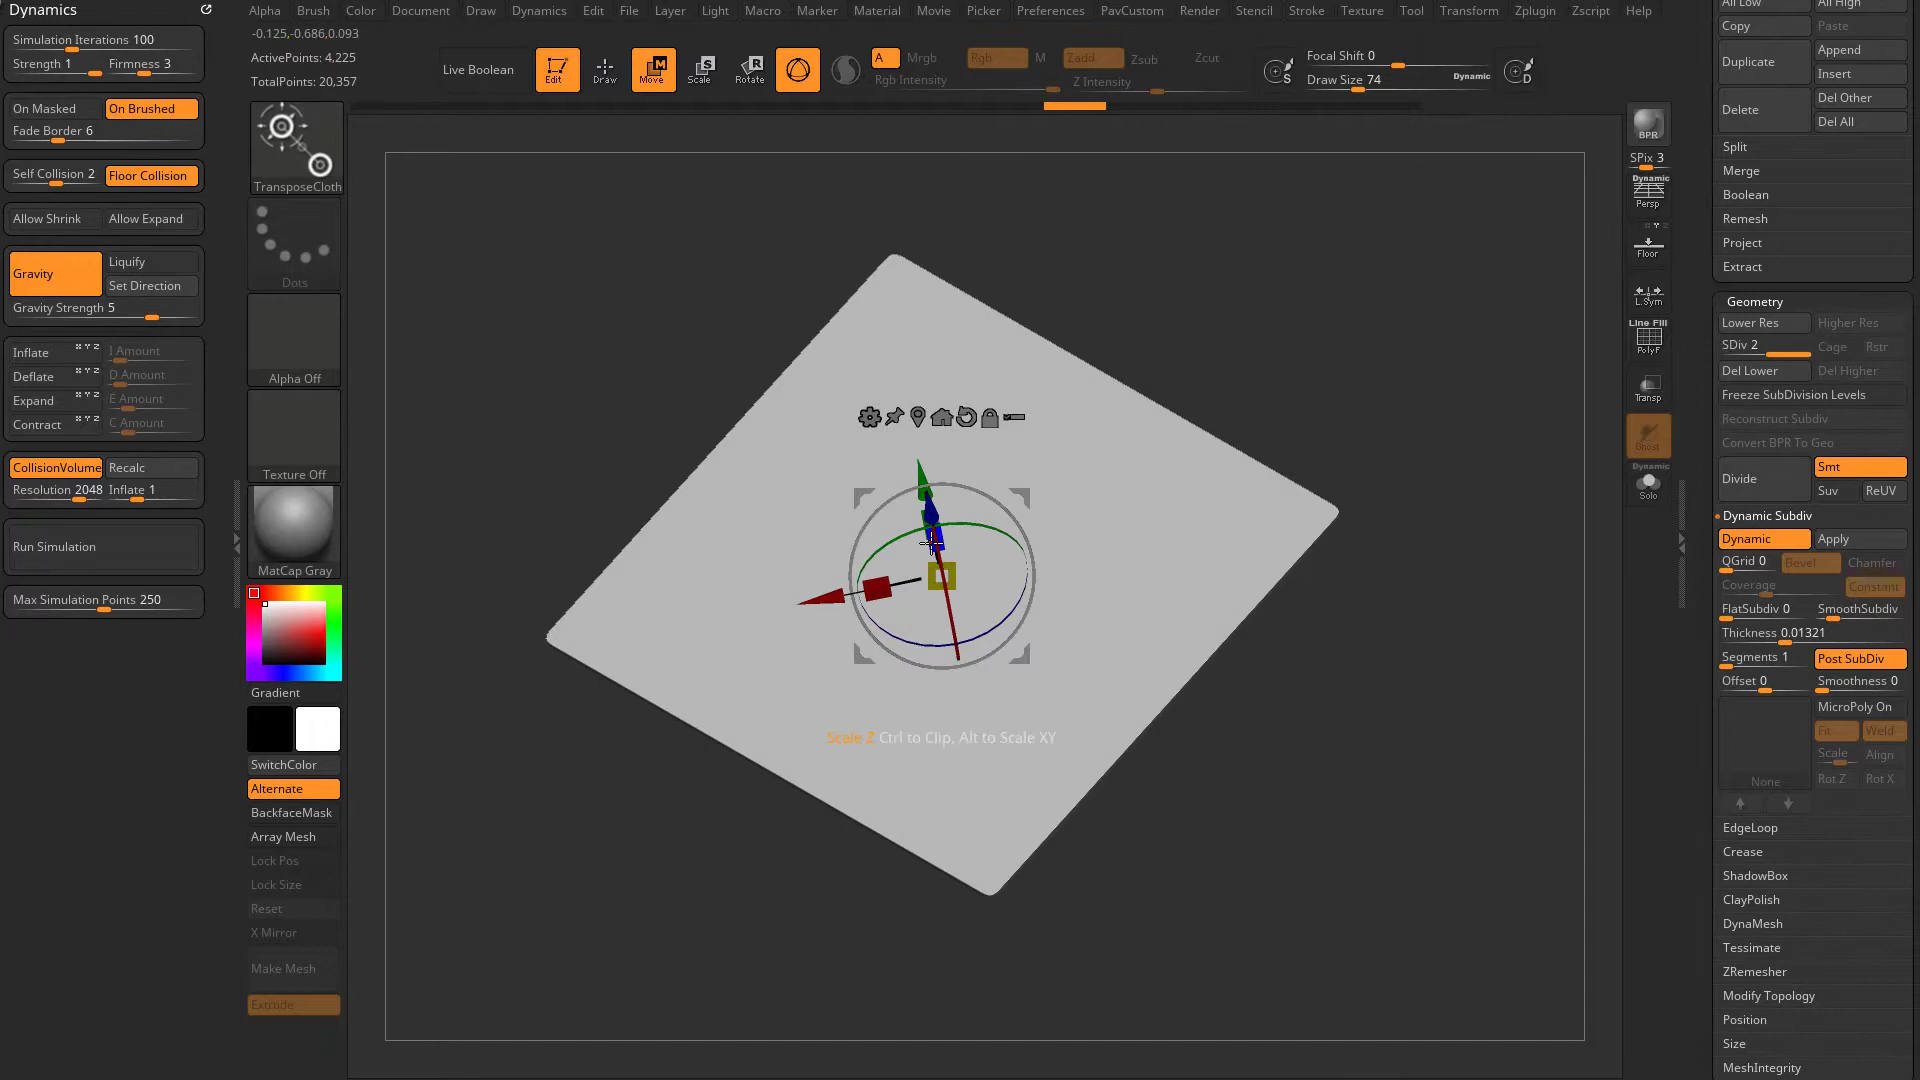 Dynamics
Simulation Iterations 100
Strength 1 Firmness 3
On Masked On Brushed
Fade Border 6
Self Collision 2 Floor Collision
Allow Shrink Allow Expand
Gravity Liquify
Set Direction
Gravity Strength 5
Inflate x y z I Amount
Deflate x y z D Amount
Expand x y z E Amount
Contract x y z C Amount
CollisionVolume Recalc
Resolution 2048 Inflate 1
Run Simulation
Max Simulation Points 250
Alpha Brush Color Document Draw Dynamics Edit File Layer Light Macro Marker Material Movie Picker Preferences PavCustom Render Stencil Stroke Texture Tool Transform Zplugin Zscript Help
-0.125,-0.686,0.093
ActivePoints: 4,225
TotalPoints: 20,357
Live Boolean
Edit
Draw
M
Move
S
Scale
R
Rotate
A Mrgb
Rgb Intensity
Rgb M
Zadd Zsub Zcut
Z Intensity
S
Focal Shift 0
Draw Size 74 Dynamic
D
TransposeCloth
Dots
Alpha Off
Texture Off
MatCap Gray
Gradient
SwitchColor
Alternate
BackfaceMask
Array Mesh
Lock Pos
Lock Size
Reset
X Mirror
Make Mesh
Extrude
Scale Z Ctrl to Clip, Alt to Scale XY
BPR
SPix 3
Dynamic
Persp
Floor
L.Sym
Line Fill
PolyF
Transp
Ghost
Dynamic
Solo
All Low All High
Copy Paste
Duplicate Append
Insert
Delete Del Other
Del All
Split
Merge
Boolean
Remesh
Project
Extract
Geometry
Lower Res Higher Res
SDiv 2 Cage Rstr
Del Lower Del Higher
Freeze SubDivision Levels
Reconstruct Subdiv
Convert BPR To Geo
Divide Smt
Suv ReUV
Dynamic Subdiv
Dynamic Apply
QGrid 0 Bevel Chamfer
Coverage Constant
FlatSubdiv 0 SmoothSubdiv
Thickness 0.01321
Segments 1 Post SubDiv
Offset 0 Smoothness 0
MicroPoly On
Fit Weld
Scale Align
None Rot Z Rot X
EdgeLoop
Crease
ShadowBox
ClayPolish
DynaMesh
Tessimate
ZRemesher
Modify Topology
Position
Size
MeshIntegrity